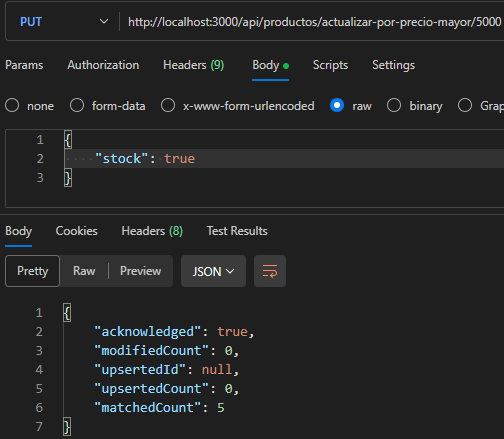 PUT http://localhost:3000/api/productos/actualizar-por-precio-mayor/5000
Params Authorization Headers (9) Body Scripts Settings
none form-data x-www-form-urlencoded raw binary Grap
1 {
2 "stock": true
3 }
Body Cookies Headers (8) Test Results
Pretty Raw Preview JSON
1 {
2 "acknowledged": true,
3 "modifiedCount": 0,
4 "upsertedId": null,
5 "upsertedCount": 0,
6 "matchedCount": 5
7 }